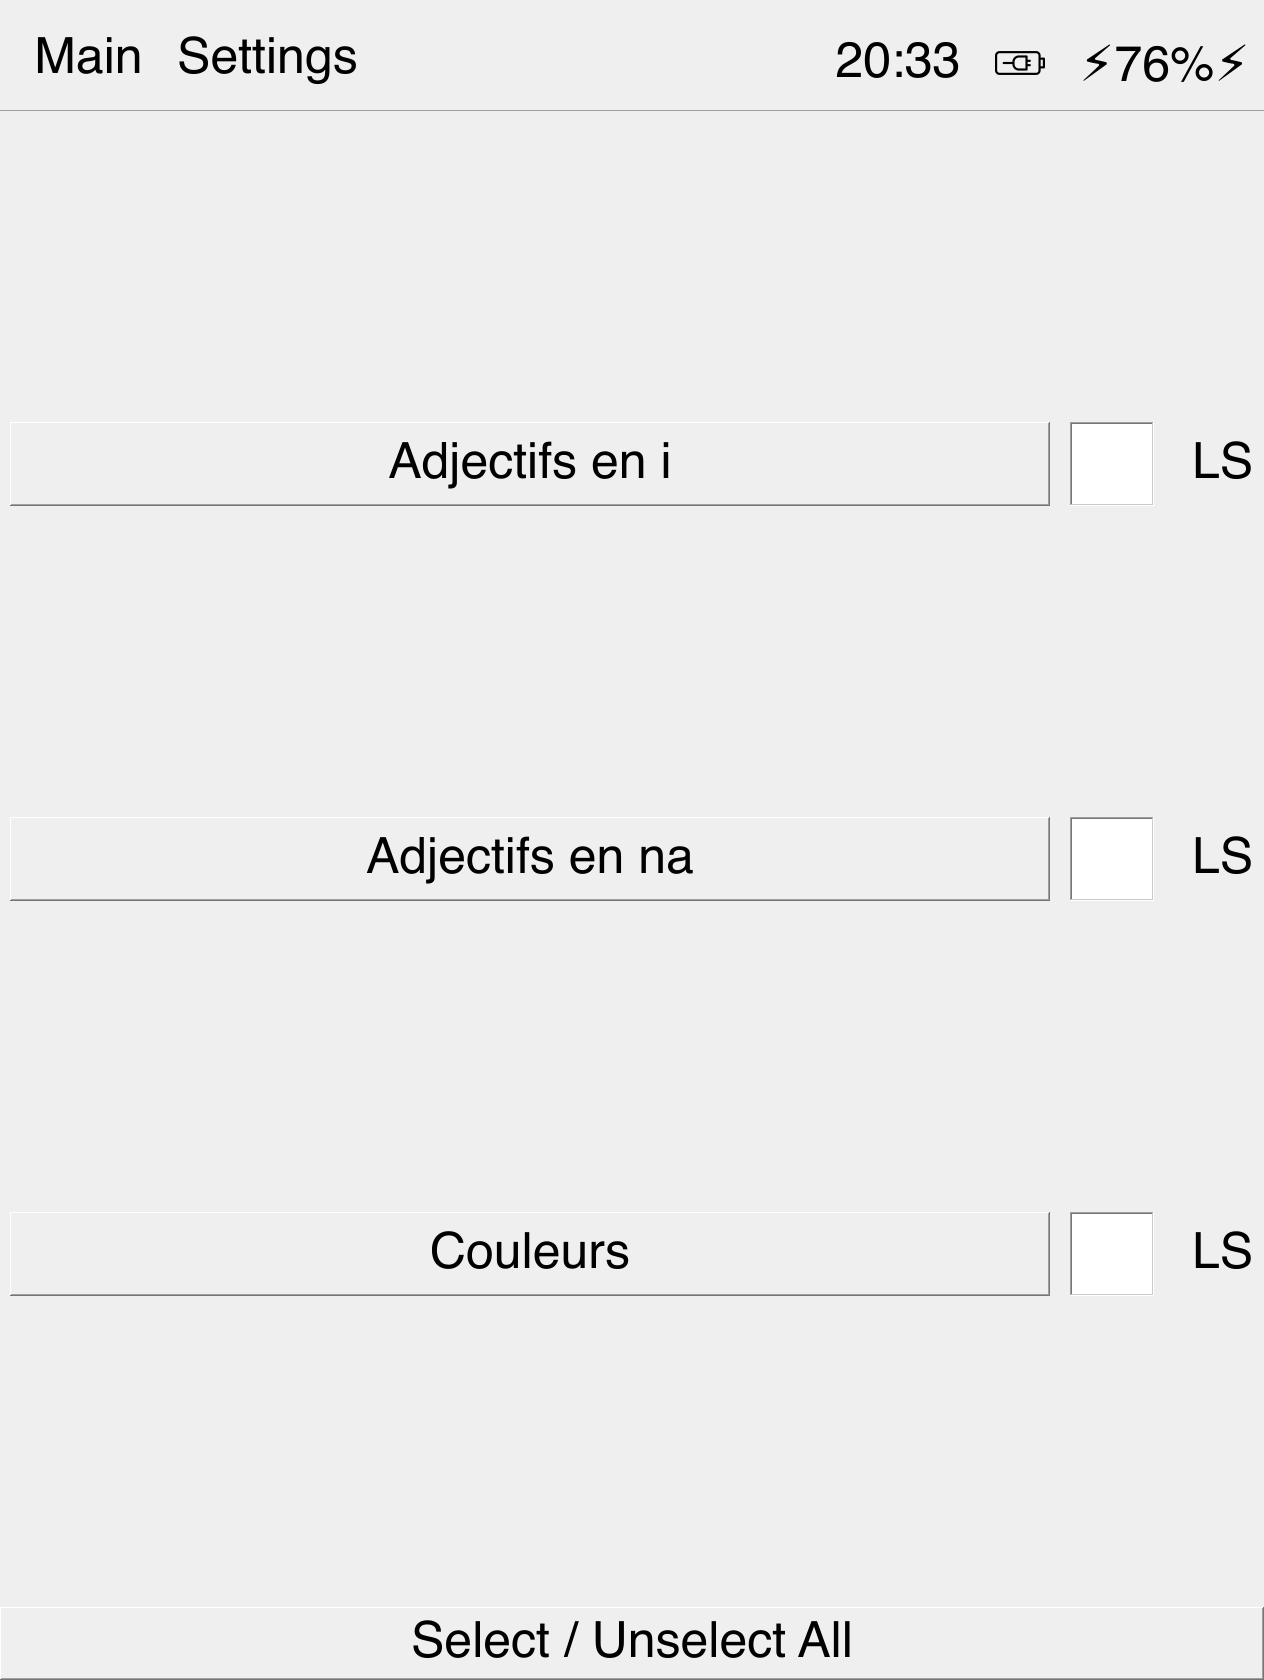 Main Settings 20:33 ⚡76%⚡
Adjectifs en i LS
Adjectifs en na LS
Couleurs LS
Select / Unselect All